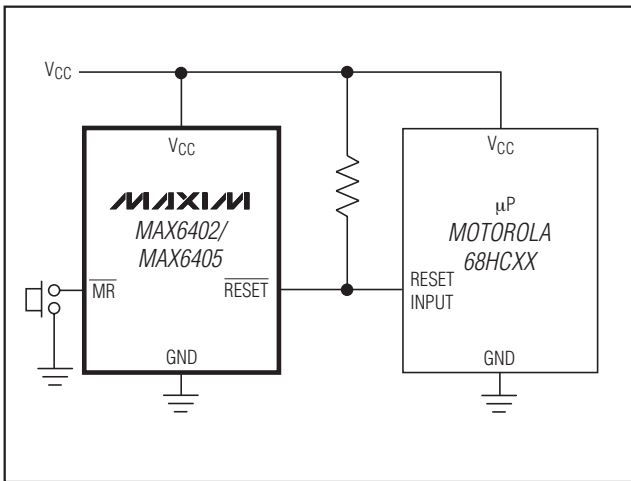 VCC
VCC
MAXIM
MAX6402/
MAX6405
MR
RESET
GND
VCC
µP
MOTOROLA
68HCXX
RESET
INPUT
GND